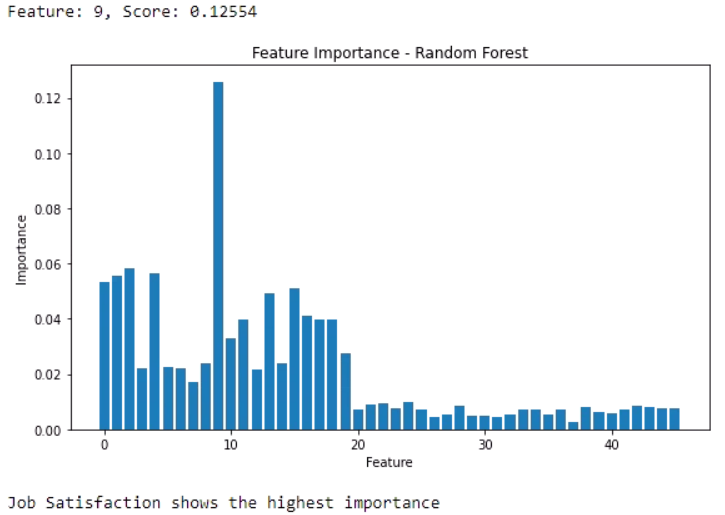 Feature: 9, Score: 0.12554
Feature Importance - Random Forest
0.12
0.10
0.08
0.06
0.04
0.02
0.00
Importance
0 10 20 30 40
Feature
Job Satisfaction shows the highest importance